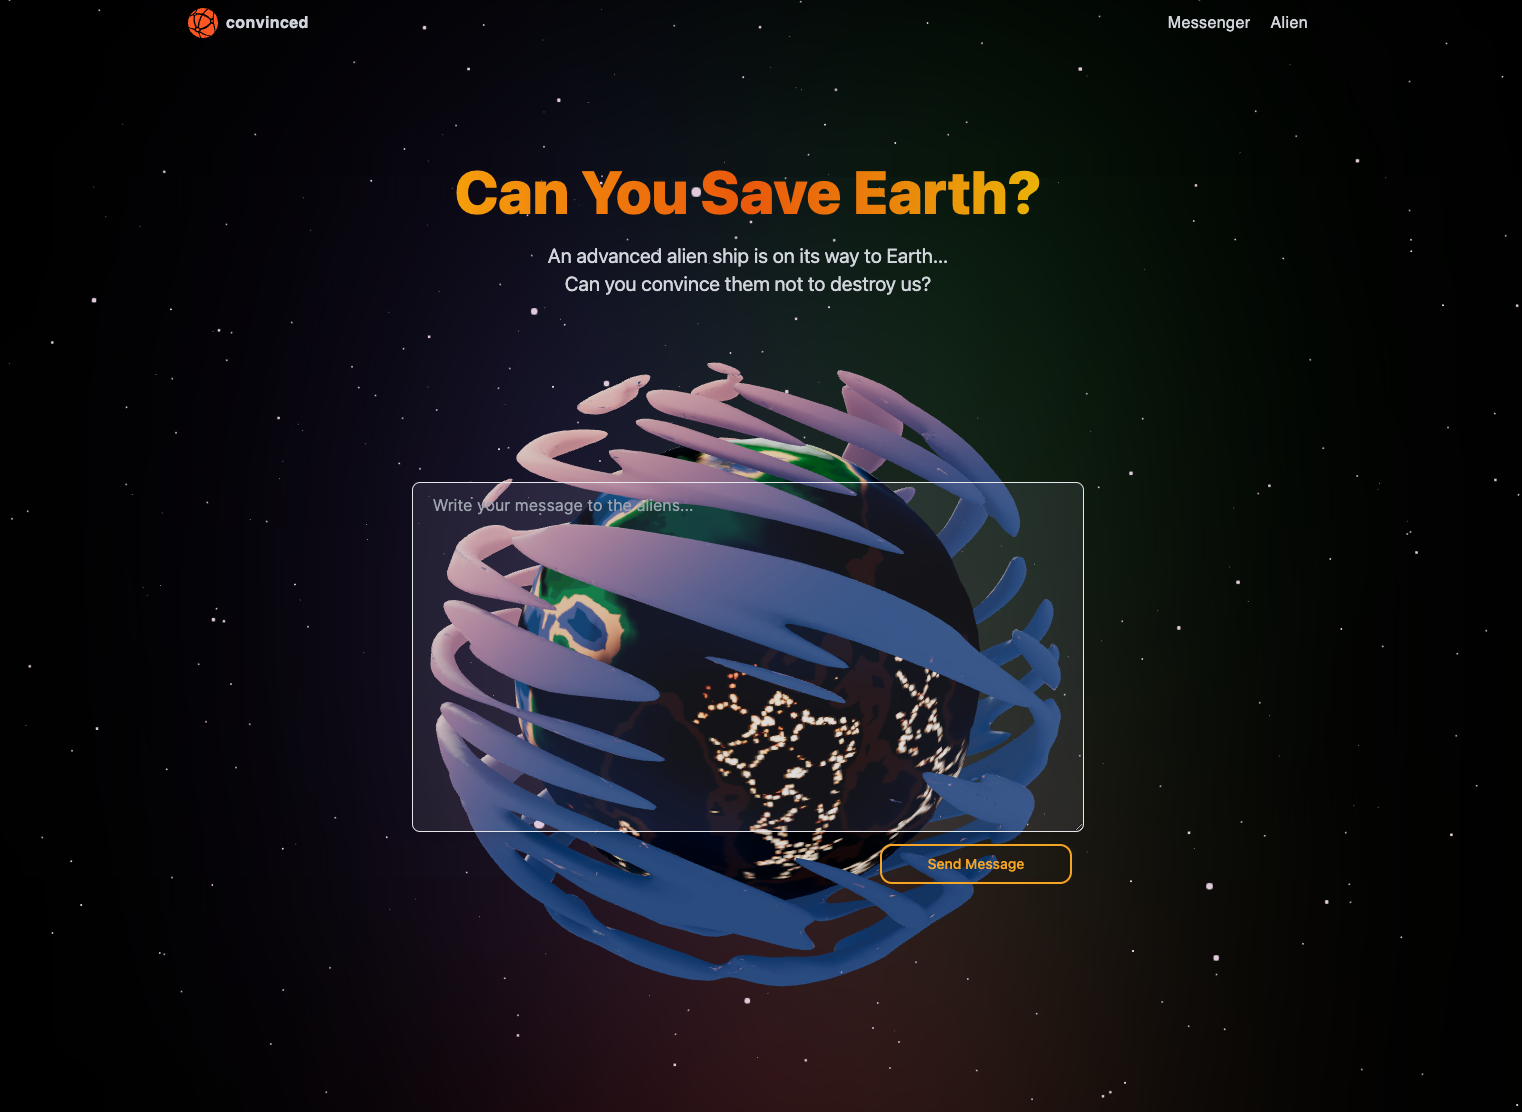 convinced
Messenger
Alien
Can You Save Earth?
An advanced alien ship is on its way to Earth...
Can you convince them not to destroy us?
Write your message to the aliens...
Send Message